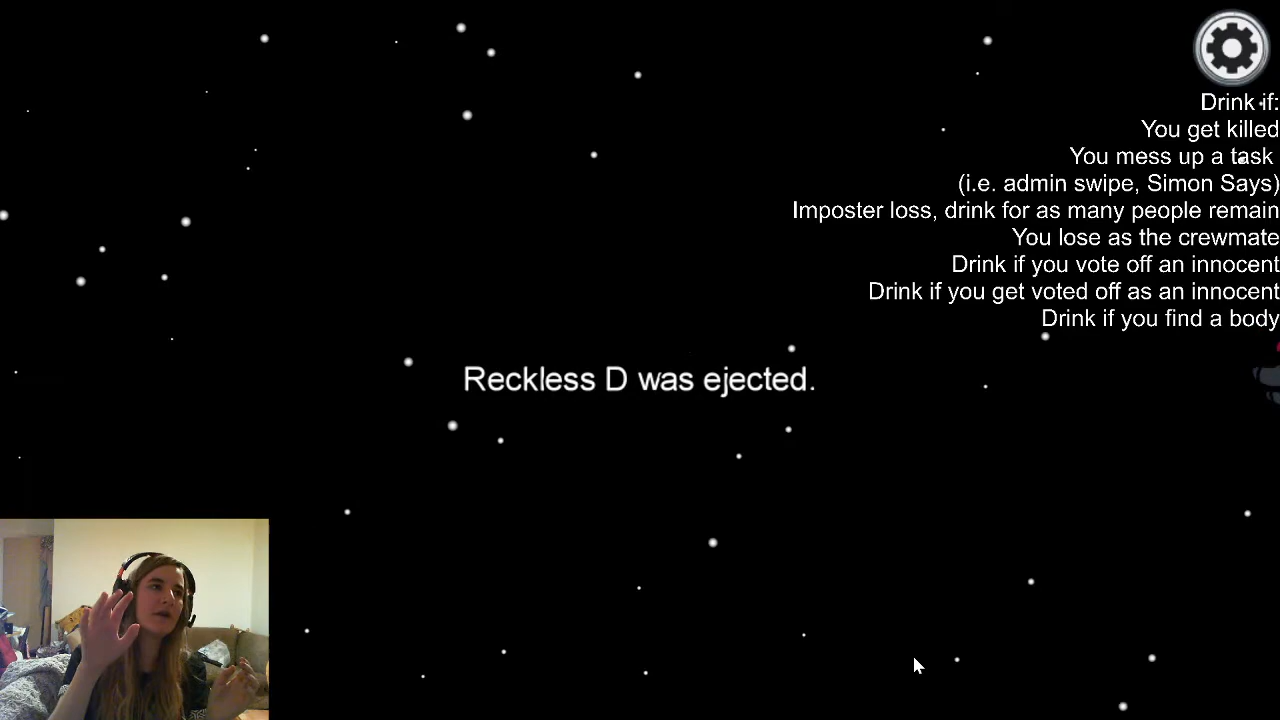 Drink if:
You get killed
You mess up a task
(i.e. admin swipe, Simon Says)
Imposter loss, drink for as many people remain
You lose as the crewmate
Drink if you vote off an innocent
Drink if you get voted off as an innocent
Drink if you find a body
Reckless D was ejected.